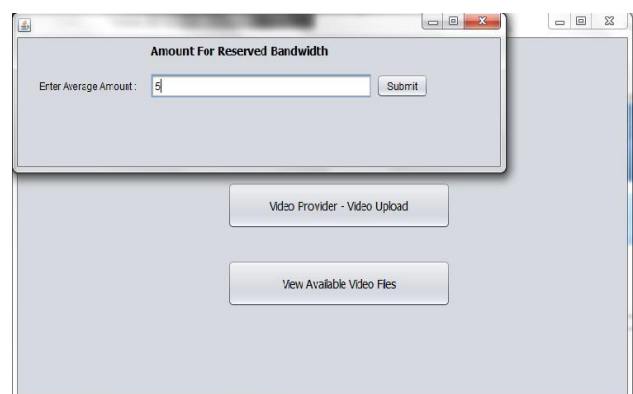 Amount For Reserved Bandwidth
Enter Average Amount : 5 Submit
Video Provider - Video Upload
View Available Video Files